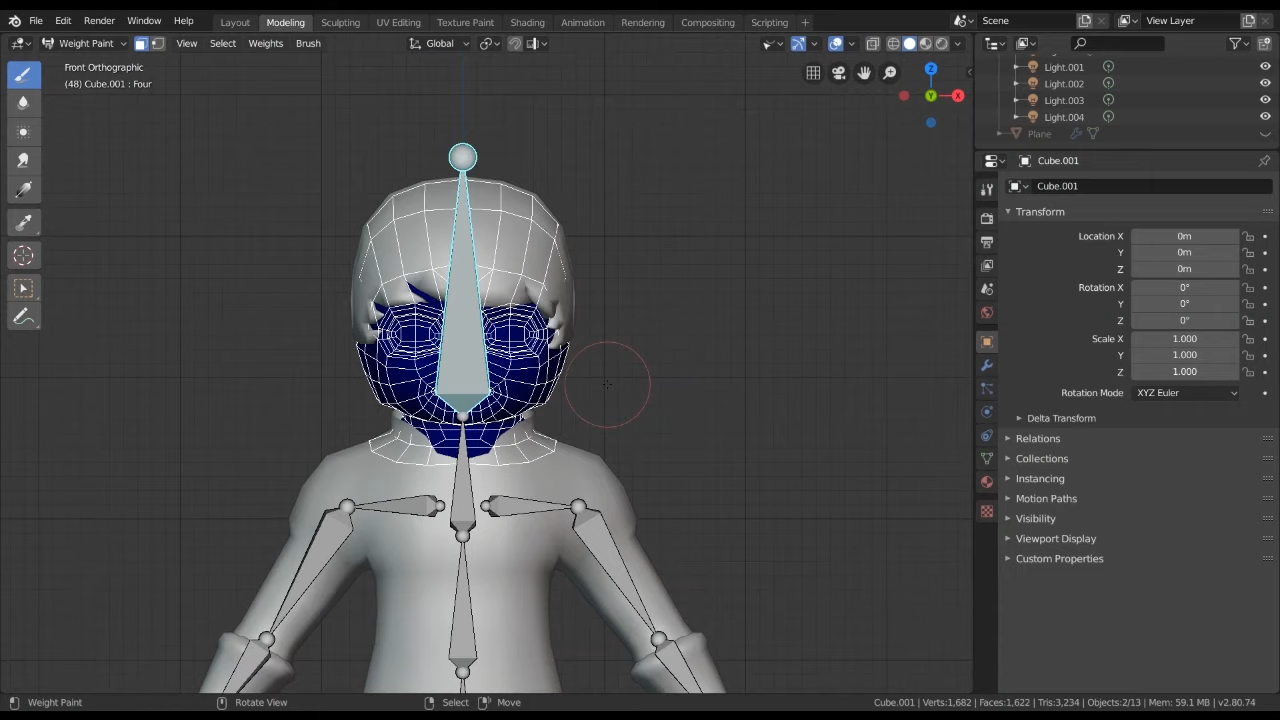 File Edit Render Window Help Layout Modeling Sculpting UV Editing Texture Paint Shading Animation Rendering Compositing Scripting + Scene View Layer
Weight Paint View Select Weights Brush Global
Front Orthographic
(48) Cube.001 : Four
Z
Y
X
Light.001
Light.002
Light.003
Light.004
Plane
Cube.001
Cube.001
Transform
Location X 0m
Y 0m
Z 0m
Rotation X 0°
Y 0°
Z 0°
Scale X 1.000
Y 1.000
Z 1.000
Rotation Mode XYZ Euler
Delta Transform
Relations
Collections
Instancing
Motion Paths
Visibility
Viewport Display
Custom Properties
Weight Paint Rotate View Select Move Cube.001 | Verts:1,682 | Faces:1,622 | Tris:3,234 | Objects:2/13 | Mem: 59.1 MB | v2.80.74